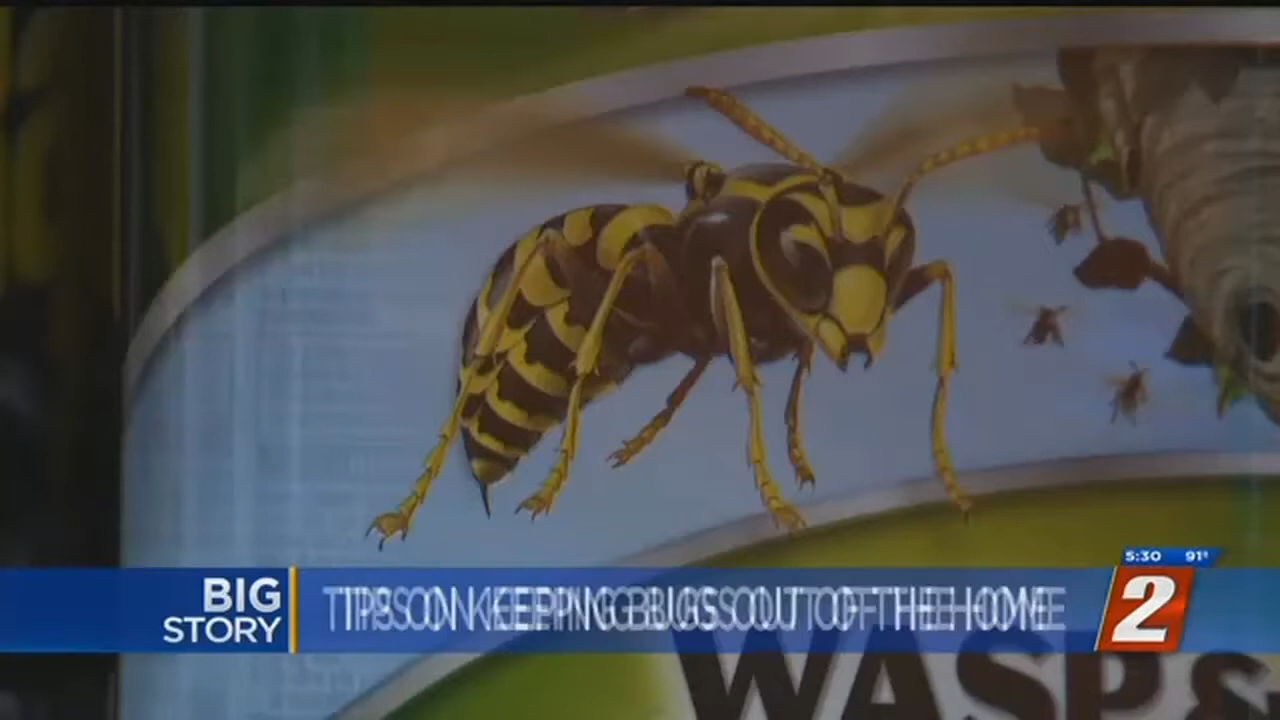 5:30 91°
BIG
STORY
TIPS ON KEEPING BUGS OUT OF THE HOME
2
WASP &